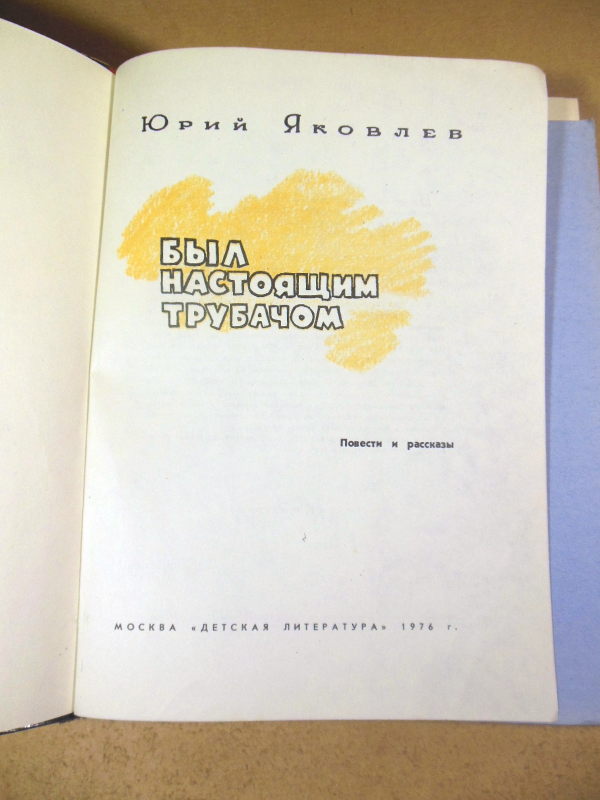 Юрий Яковлев
БЫЛ
НАСТОЯЩИМ
ТРУБАЧОМ
Повести и рассказы
МОСКВА «ДЕТСКАЯ ЛИТЕРАТУРА» 1976 г.